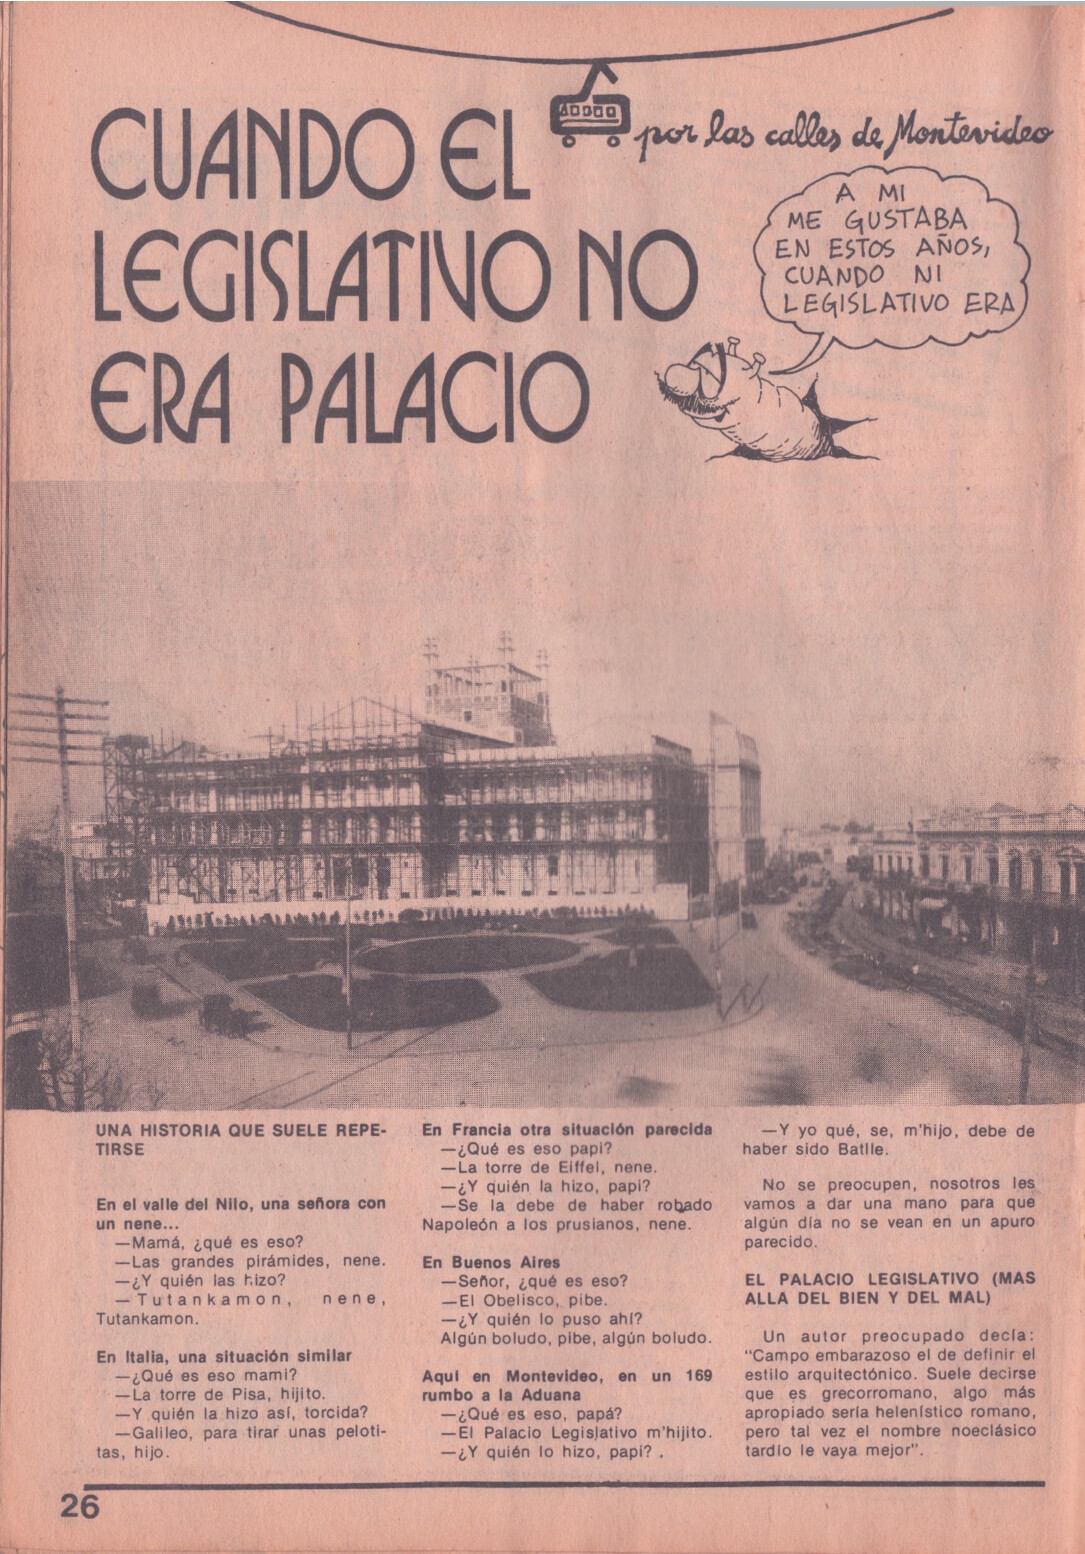 CUANDO EL
LEGISLATIVO NO
ERA PALACIO
por las calles de Montevideo
A MI
ME GUSTABA
EN ESTOS AÑOS,
CUANDO NI
LEGISLATIVO ERA
UNA HISTORIA QUE SUELE REPE-
TIRSE
En el valle del Nilo, una señora con
un nene...
—Mamá, ¿qué es eso?
—Las grandes pirámides, nene.
—¿Y quién las hizo?
—Tutankamon, nene,
Tutankamon.
En Italia, una situación similar
—¿Qué es eso mami?
—La torre de Pisa, hijito.
—Y quién la hizo así, torcida?
—Galileo, para tirar unas peloti-
tas, hijo.
En Francia otra situación parecida
—¿Qué es eso papi?
—La torre de Eiffel, nene.
—¿Y quién la hizo, papi?
—Se la debe de haber robado
Napoleón a los prusianos, nene.
En Buenos Aires
—Señor, ¿qué es eso?
—El Obelisco, pibe.
—¿Y quién lo puso ahí?
Algún boludo, pibe, algún boludo.
Aquí en Montevideo, en un 169
rumbo a la Aduana
—¿Qué es eso, papá?
—El Palacio Legislativo m'hijito.
—¿Y quién lo hizo, papi? .
—Y yo qué, se, m'hijo, debe de
haber sido Batlle.
No se preocupen, nosotros les
vamos a dar una mano para que
algún día no se vean en un apuro
parecido.
EL PALACIO LEGISLATIVO (MAS
ALLA DEL BIEN Y DEL MAL)
Un autor preocupado decía:
"Campo embarazoso el de definir el
estilo arquitectónico. Suele decirse
que es grecorromano, algo más
apropiado sería helenístico romano,
pero tal vez el nombre noeclásico
tardío le vaya mejor".
26